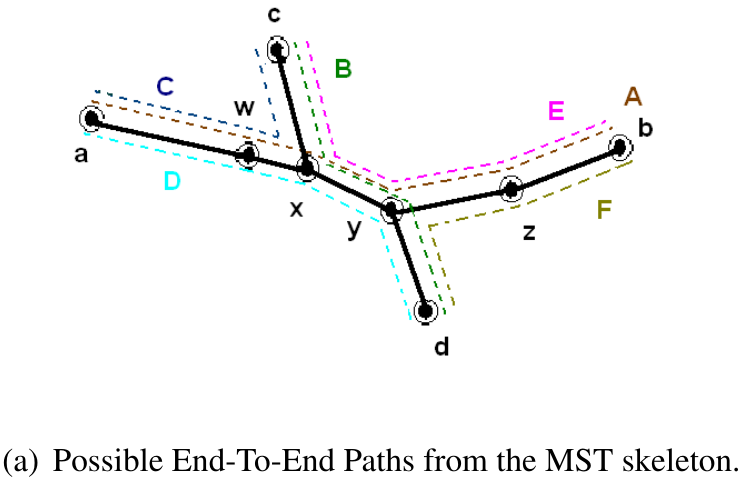 c
B
C
w
E
A
b
a
D
x
y
z
F
d
(a) Possible End-To-End Paths from the MST skeleton.